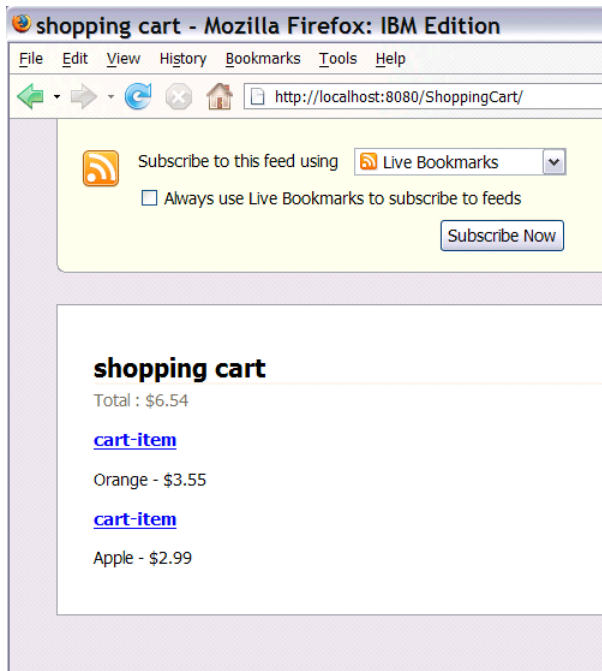 shopping cart - Mozilla Firefox: IBM Edition
File Edit View History Bookmarks Tools Help
http://localhost:8080/ShoppingCart/
Subscribe to this feed using Live Bookmarks
Always use Live Bookmarks to subscribe to feeds
Subscribe Now
shopping cart
Total : $6.54
cart-item
Orange - $3.55
cart-item
Apple - $2.99